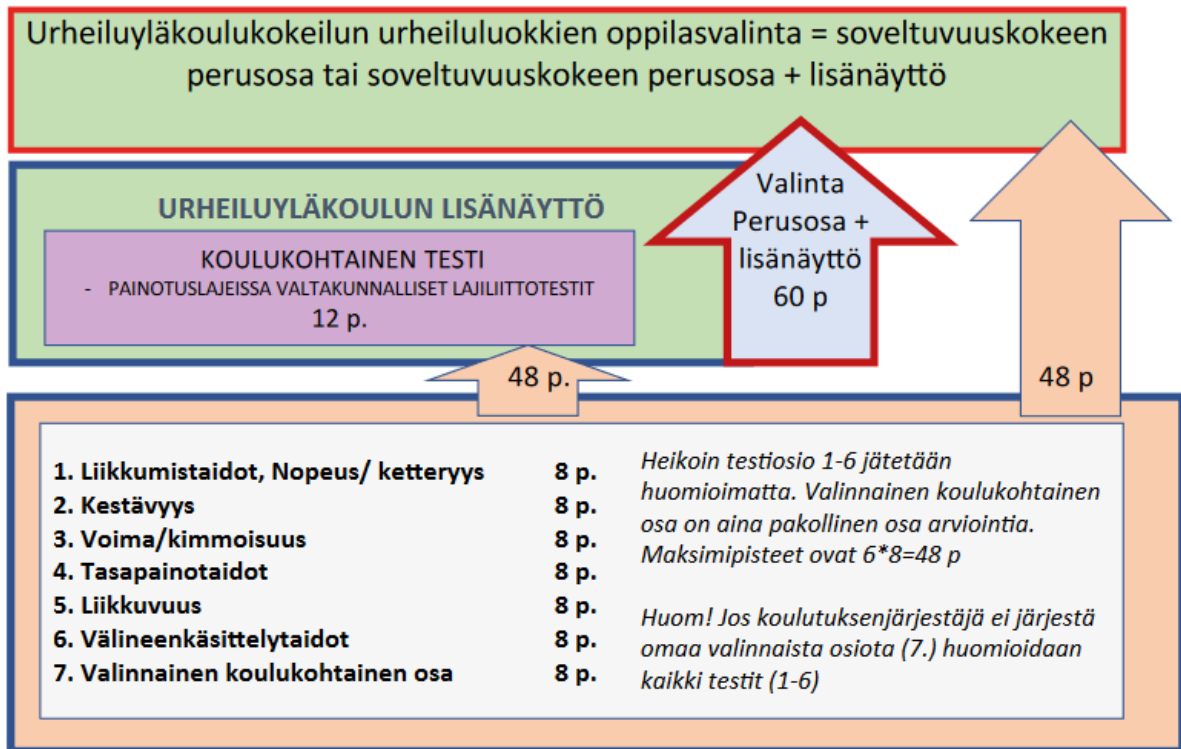 Urheiluyläkoulukokeilun urheiluluokkien oppilasvalinta = soveltuvuuskokeen
perusosa tai soveltuvuuskokeen perusosa + lisänäyttö
URHEILUYLÄKOULUN LISÄNÄYTTÖ
KOULUKOHTAINEN TESTI
- PAINOTUSLAJEISSA VALTAKUNNALLISET LAJILIITTOTESTIT
12 p.
Valinta
Perusosa +
lisänäyttö
60 p
48 p.
48 p
1. Liikkumistaidot, Nopeus/ ketteryys 8 p.
2. Kestävyys 8 p.
3. Voima/kimmoisuus 8 p.
4. Tasapainotaidot 8 p.
5. Liikkuvuus 8 p.
6. Välineenkäsittelytaidot 8 p.
7. Valinnainen koulukohtainen osa 8 p.
Heikoin testiosio 1-6 jätetään
huomioimatta. Valinnainen koulukohtainen
osa on aina pakollinen osa arviointia.
Maksimipisteet ovat 6*8=48 p
Huom! Jos koulutuksenjärjestäjä ei järjestä
omaa valinnaista osiota (7.) huomioidaan
kaikki testit (1-6)